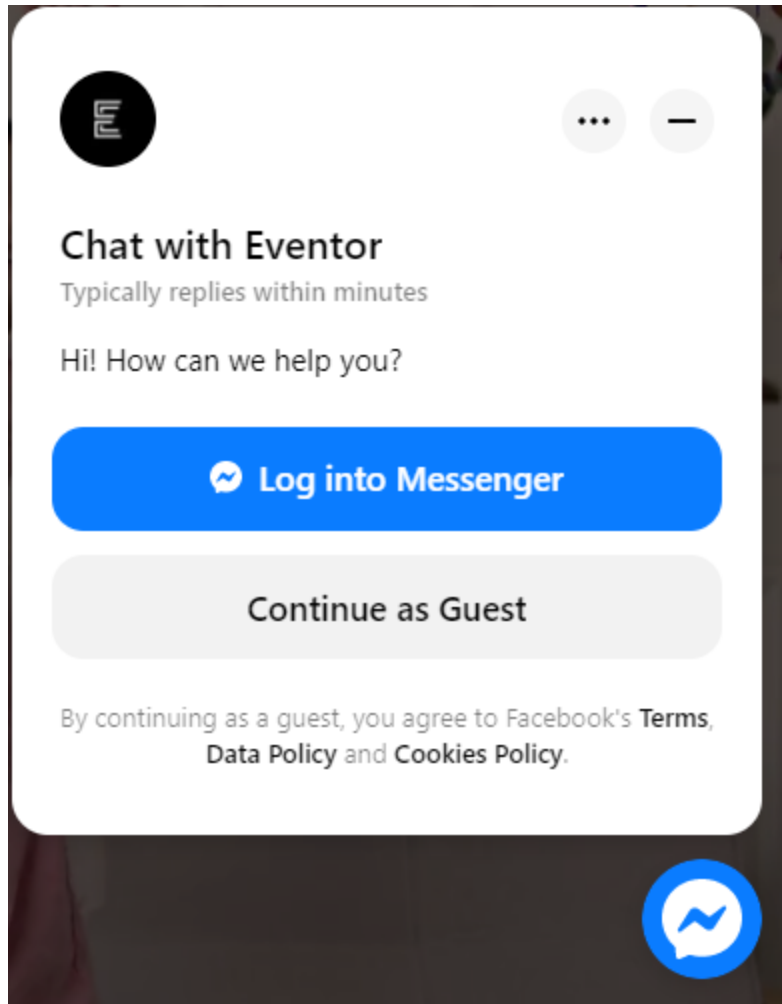 E
Chat with Eventor
Typically replies within minutes
Hi! How can we help you?
Log into Messenger
Continue as Guest
By continuing as a guest, you agree to Facebook's Terms,
Data Policy and Cookies Policy.